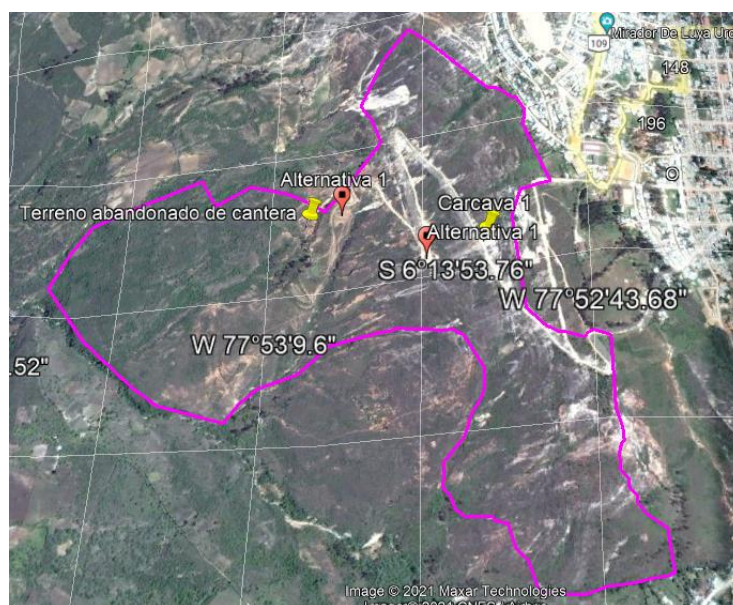 Mirador De Luya Urc
109
148
196
Alternativa 1
Terreno abandonado de cantera
Carcava 1
Alternativa 1
S 6°13'53.76"
W 77°52'43.68"
W 77°53'9.6"
.52"
Image © 2021 Maxar Technologies